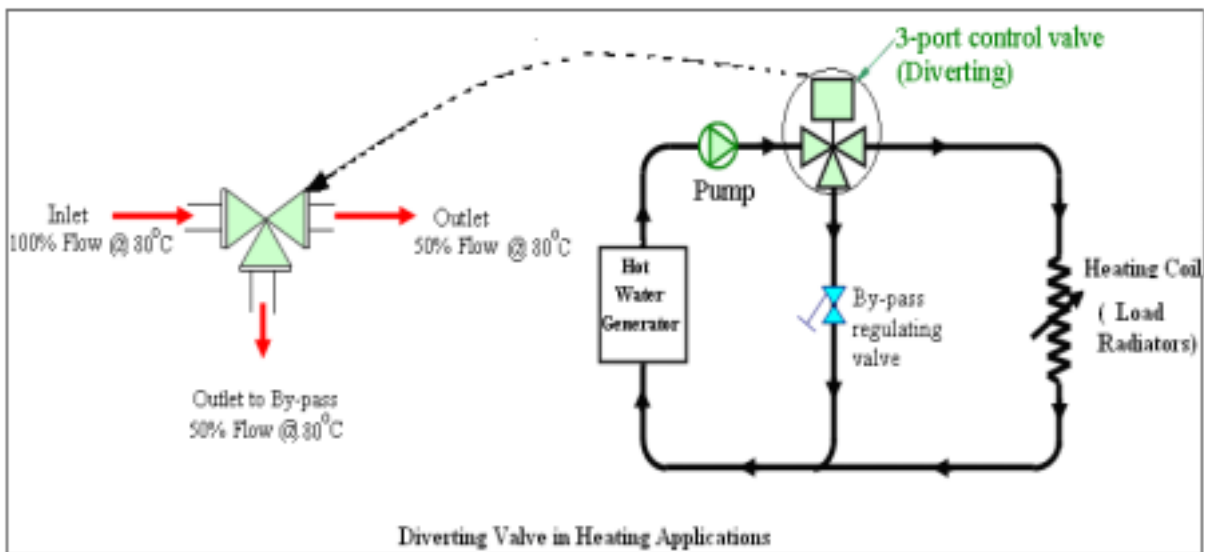 3-port control valve
(Diverting)
Pump
Inlet
100% Flow @ 80°C
Outlet
50% Flow @ 80°C
Outlet to By-pass
50% Flow @ 80°C
Hot
Water
Generator
By-pass
regulating
valve
Heating Coil
( Load
Radiators)
Diverting Valve in Heating Applications